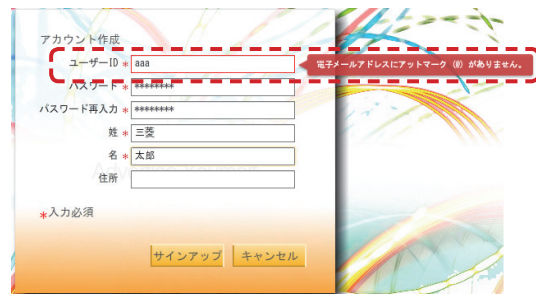 アカウント作成
ユーザーID * aaa
電子メールアドレスにアットマーク (@) がありません。
パスワード * ********
パスワード再入力 * ********
姓 * 三菱
名 * 太郎
住所
*入力必須
サインアップ キャンセル